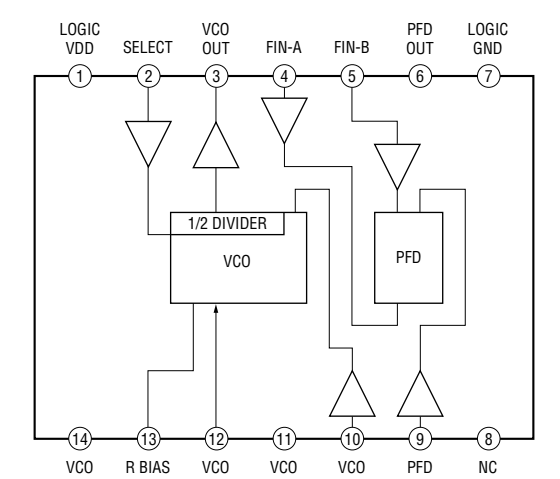 LOGIC VDD
SELECT
VCO OUT
FIN-A
FIN-B
PFD OUT
LOGIC GND
1
2
3
4
5
6
7
1/2 DIVIDER
VCO
PFD
14
13
12
11
10
9
8
VCO
R BIAS
VCO
VCO
VCO
PFD
NC